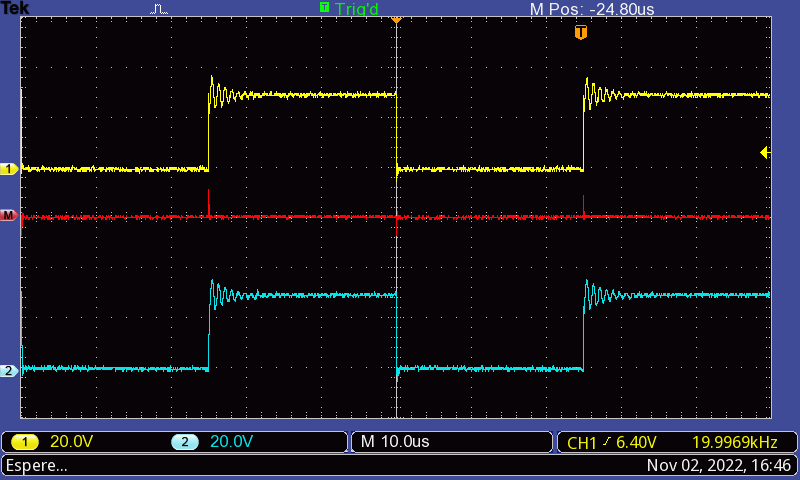 Tek T Trig'd M Pos: -24.80us
T
1
M
2
1 20.0V 2 20.0V M 10.0us CH1 6.40V 19.9969kHz
Espere... Nov 02, 2022, 16:46